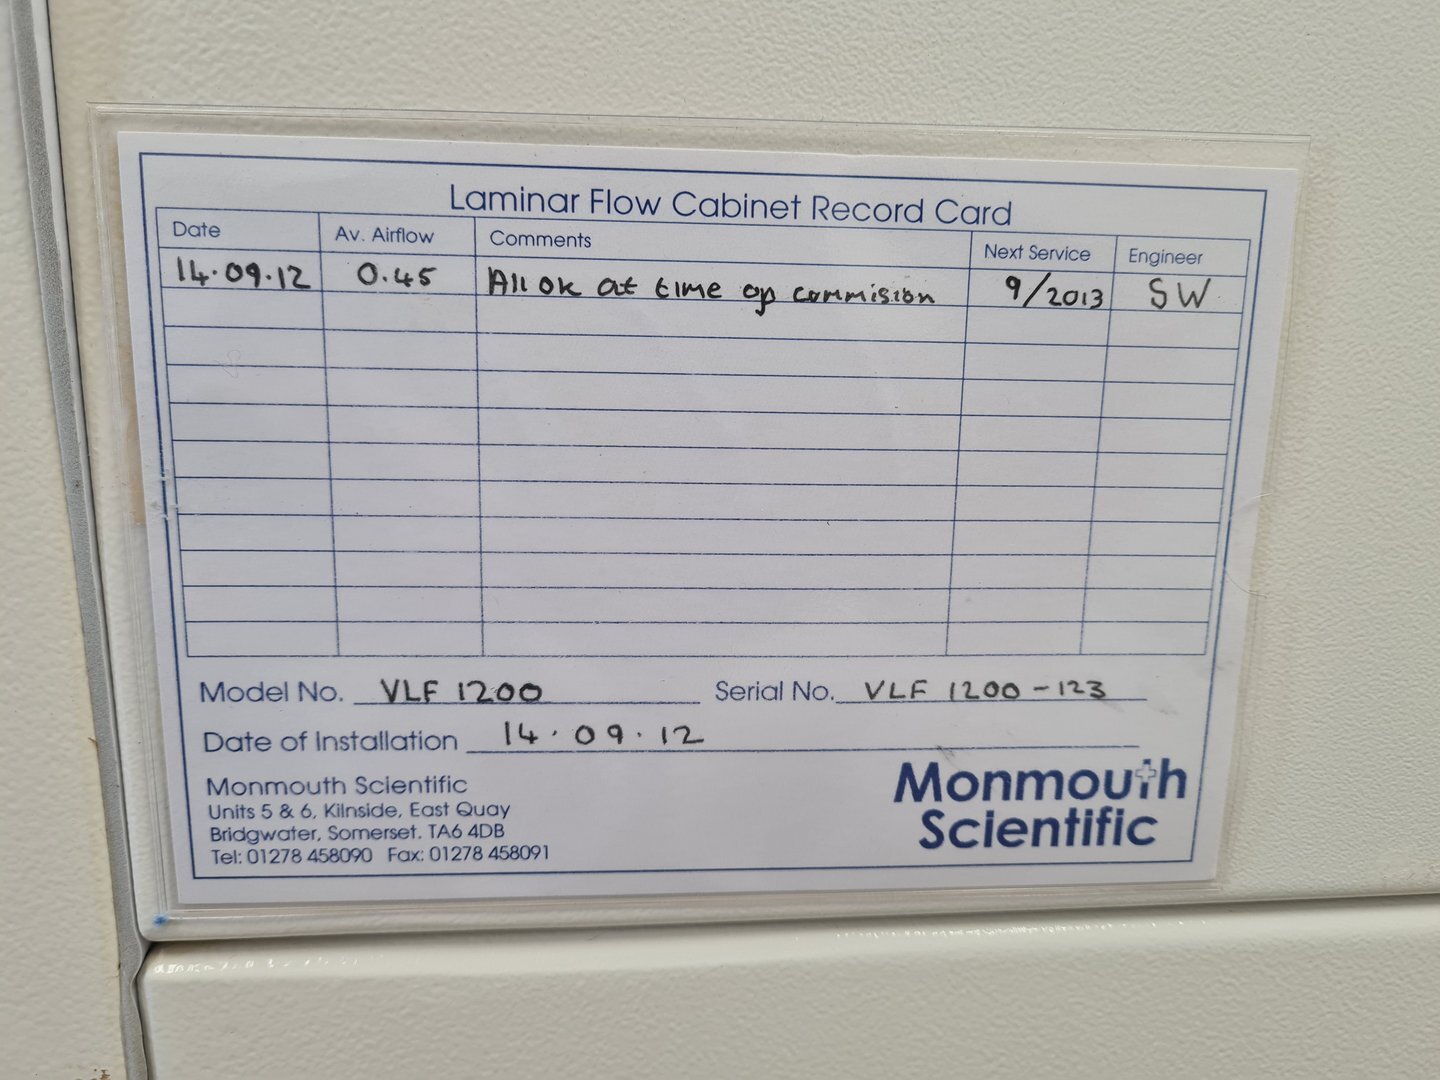 Laminar Flow Cabinet Record Card
Date Av. Airflow Comments Next Service Engineer
14.09.12 0.45 All ok at time of commision 9/2013 SW
Model No. VLF 1200 Serial No. VLF 1200-123
Date of Installation 14.09.12
Monmouth Scientific
Units 5 & 6, Kilnside, East Quay
Bridgwater, Somerset. TA6 4DB
Tel: 01278 458090 Fax: 01278 458091
Monmouth
Scientific